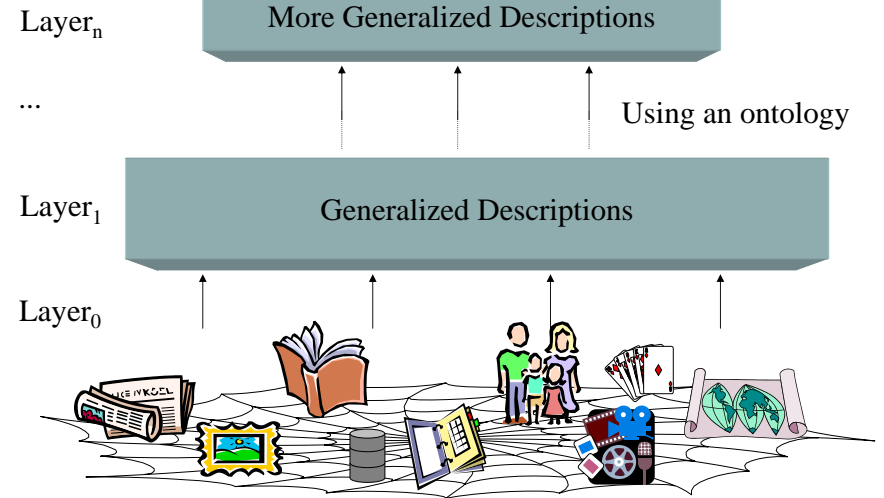 Layerₙ
More Generalized Descriptions
...
Using an ontology
Layer₁
Generalized Descriptions
Layer₀